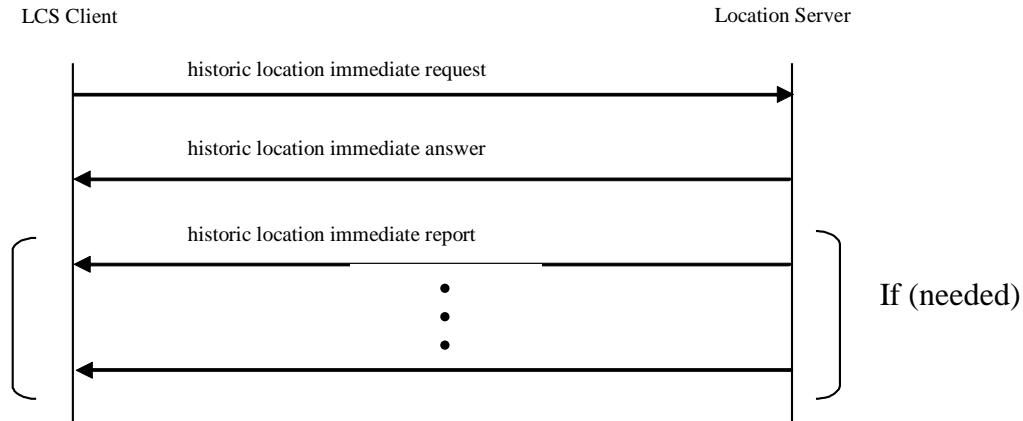 LCS Client
Location Server
historic location immediate request
historic location immediate answer
historic location immediate report
If (needed)